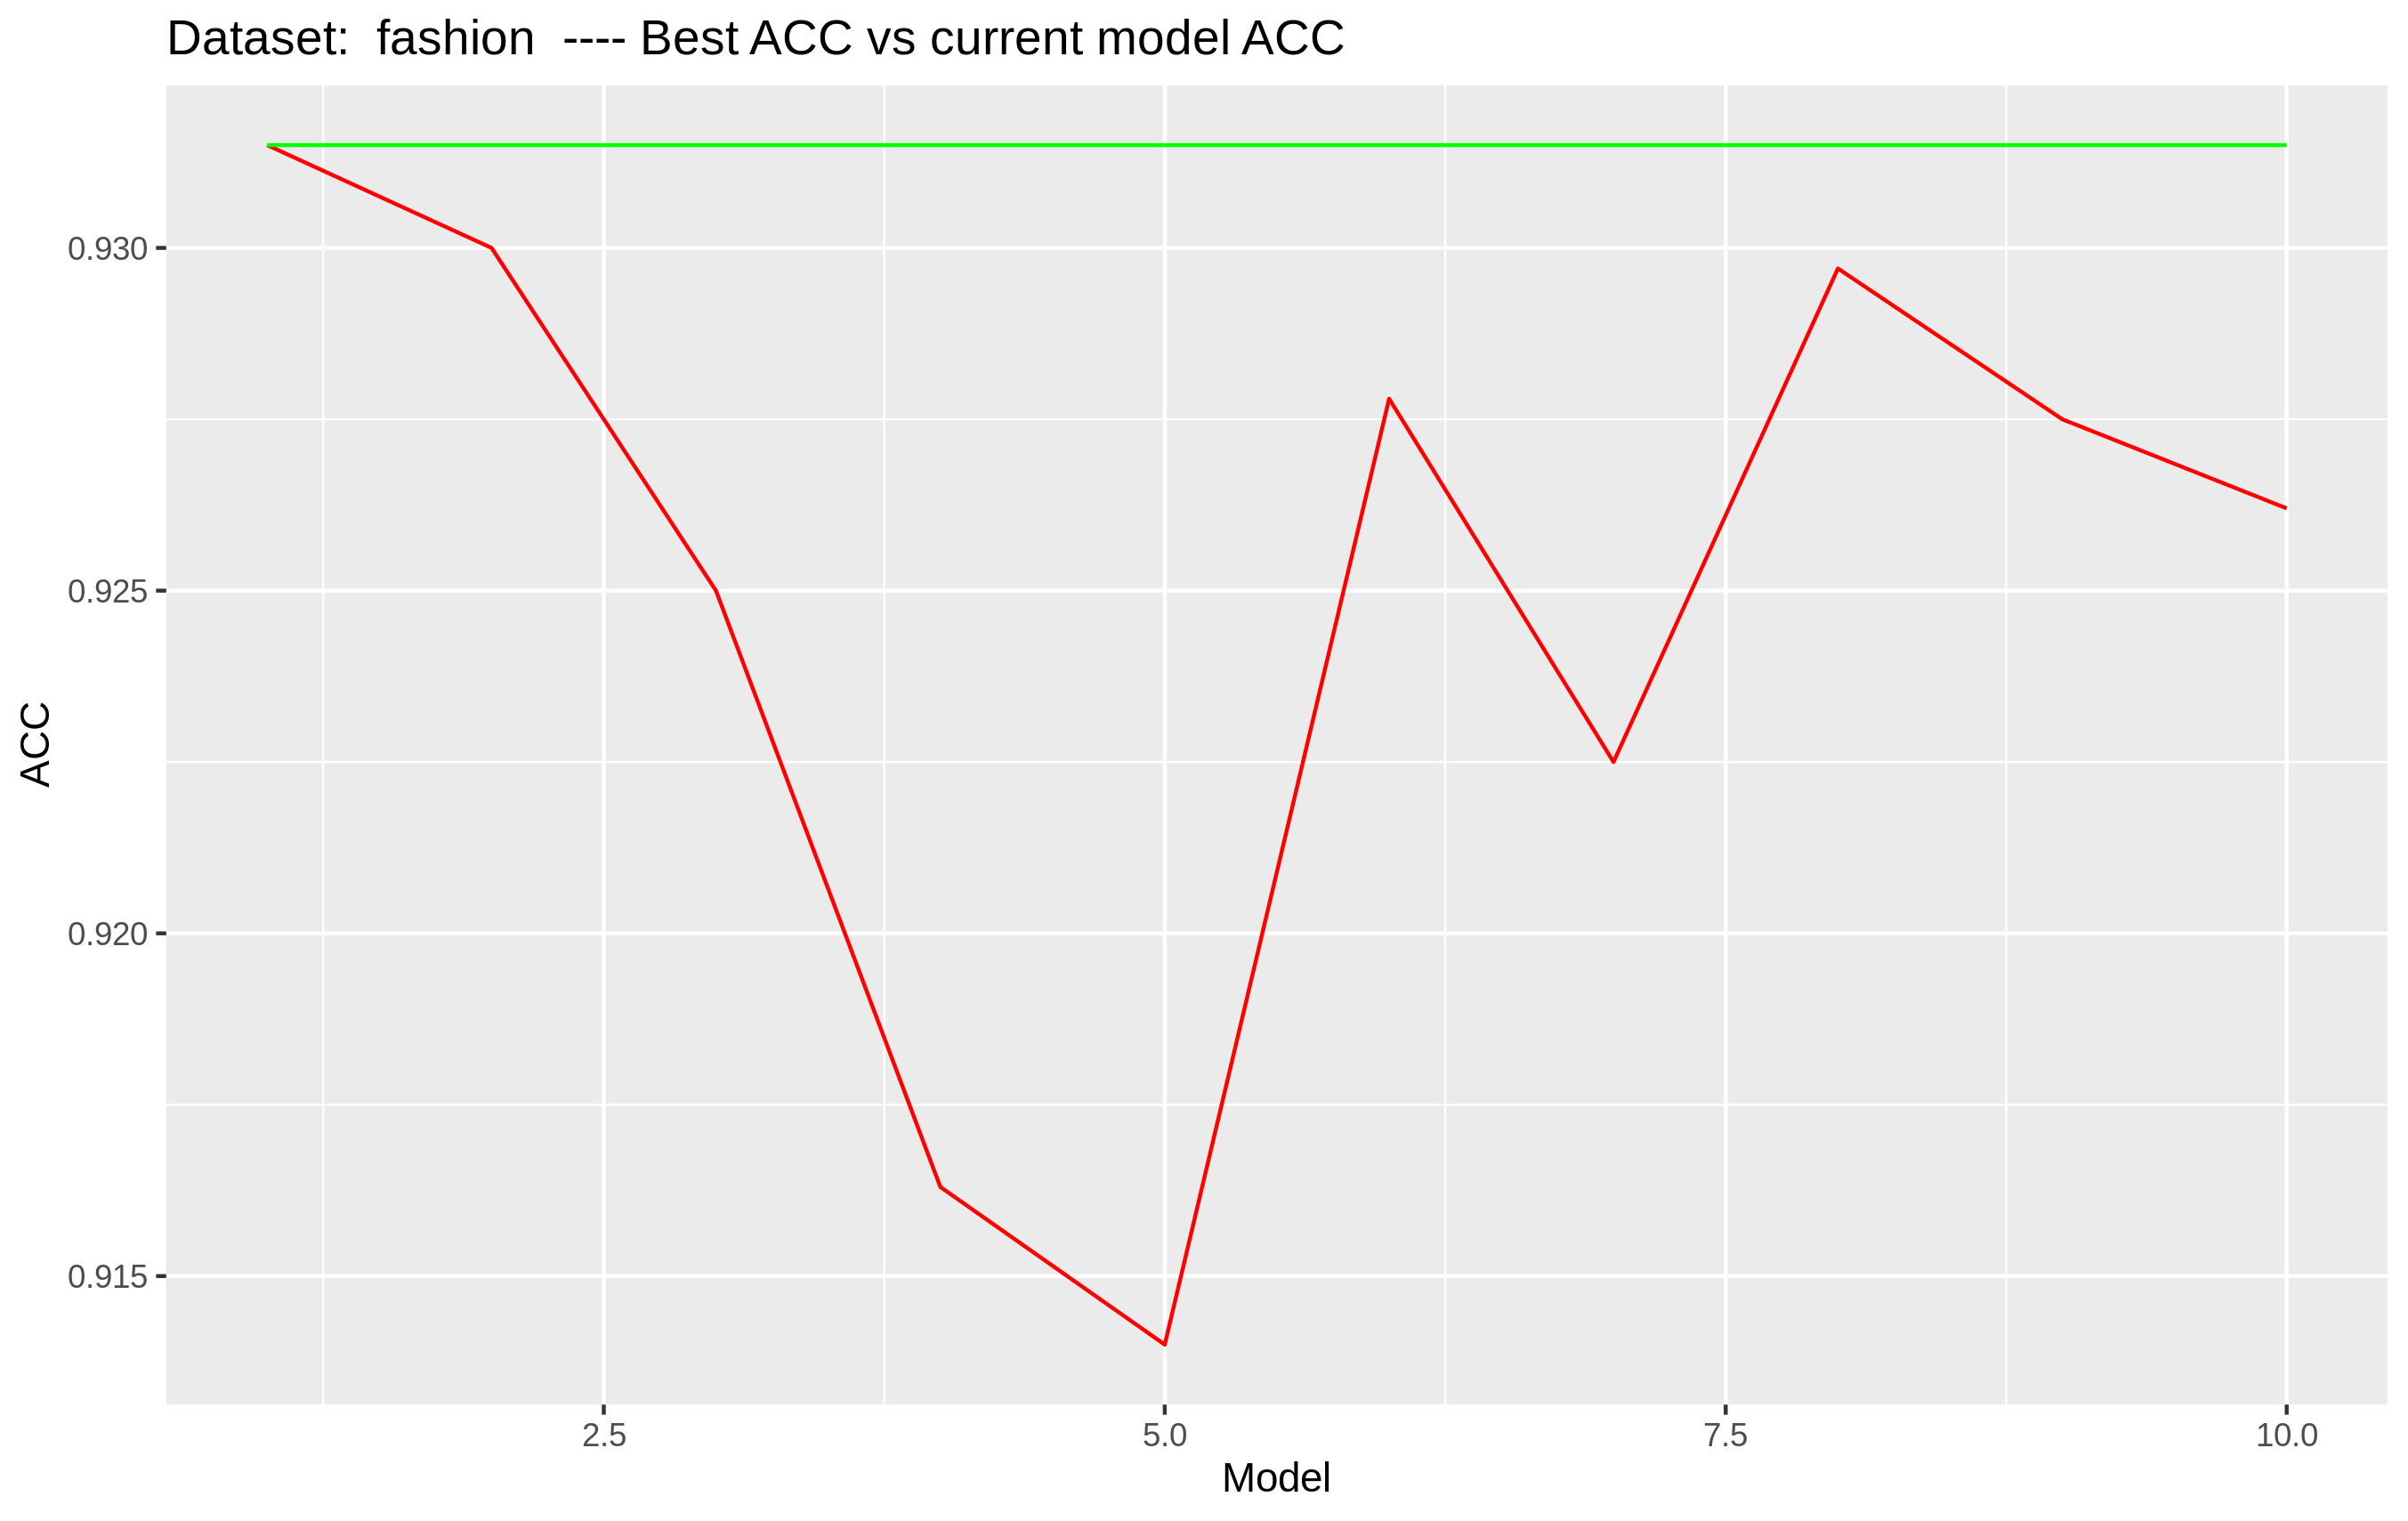 Dataset:  fashion  ---- Best ACC vs current model ACC
0.930
0.925
0.920
0.915
ACC
2.5
5.0
7.5
10.0
Model